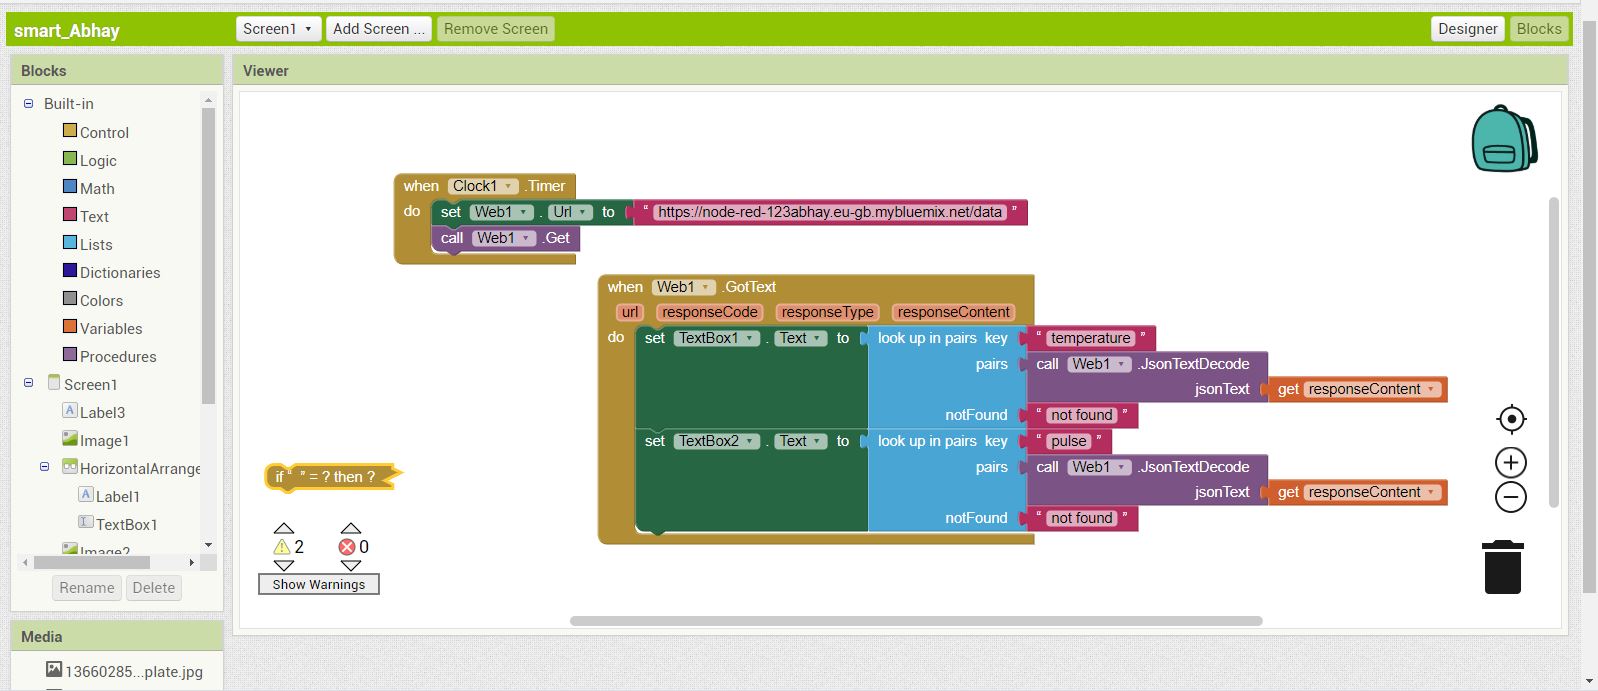 smart_Abhay
Screen1 Add Screen ... Remove Screen Designer Blocks
Blocks
Built-in
Control
Logic
Math
Text
Lists
Dictionaries
Colors
Variables
Procedures
Screen1
Label3
Image1
HorizontalArrange
Label1
TextBox1
Image2
Rename Delete
Media
13660285...plate.jpg
Viewer
when Clock1 .Timer
do set Web1 . Url to “ https://node-red-123abhay.eu-gb.mybluemix.net/data ”
call Web1 .Get
when Web1 .GotText
url responseCode responseType responseContent
do set TextBox1 . Text to look up in pairs key “ temperature ”
pairs call Web1 .JsonTextDecode
jsonText get responseContent
notFound “ not found ”
set TextBox2 . Text to look up in pairs key “ pulse ”
pairs call Web1 .JsonTextDecode
jsonText get responseContent
notFound “ not found ”
if “ ” = ? then ?
2 0
Show Warnings